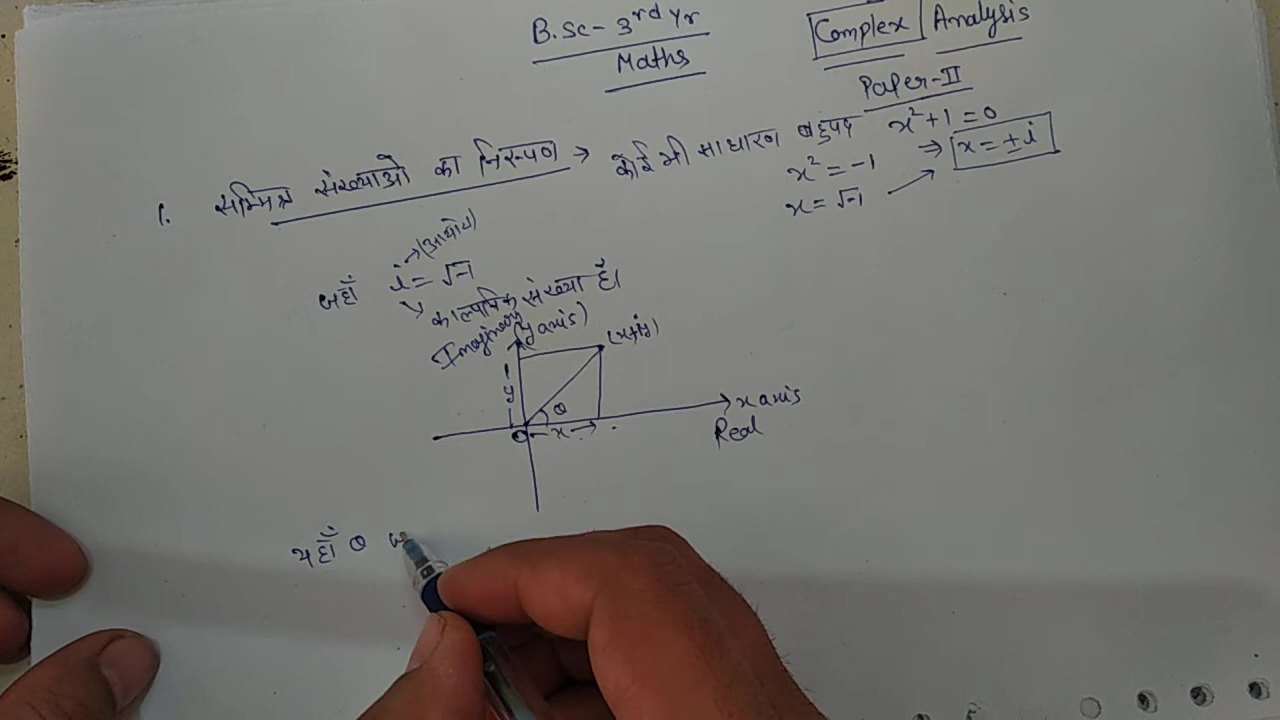 B.Sc - 3rd Yr
Maths
Complex Analysis
Paper-II
1. सम्मिश्र संख्याओ का निरूपण → कोई भी साधारण बहुपद x²+1=0
x² = -1 ⇒ x = ±i
x = √-1
जहाँ i = √-1
काल्पनिक संख्या है।
Imaginary (y axis)
(x+iy)
y
θ
O x
x axis
Real
यहाँ θ